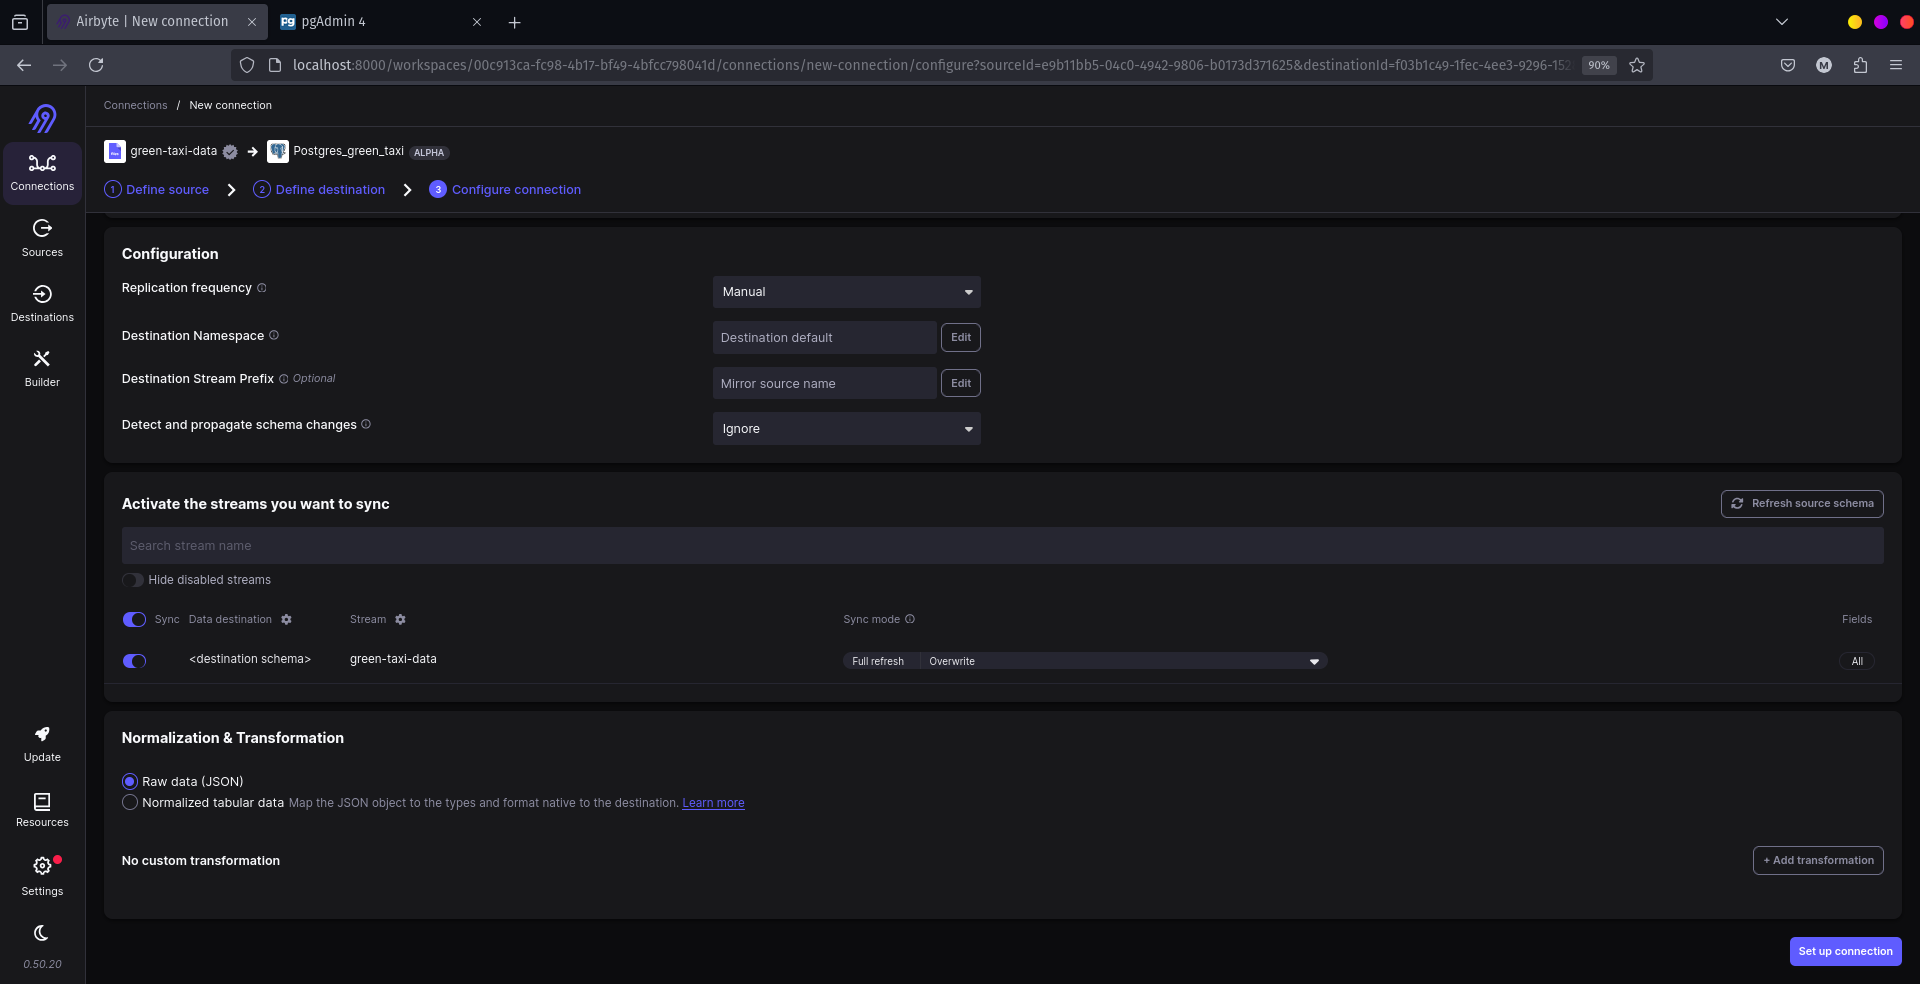 Airbyte | New connection
pgAdmin 4
localhost:8000/workspaces/00c913ca-fc98-4b17-bf49-4bfcc798041d/connections/new-connection/configure?sourceId=e9b11bb5-04c0-4942-9806-b0173d371625&destinationId=f03b1c49-1fec-4ee3-9296-152
90%
M
Connections / New connection
green-taxi-data
Postgres_green_taxi ALPHA
1 Define source
2 Define destination
3 Configure connection
Connections
Sources
Destinations
Builder
Update
Resources
Settings
0.50.20
Configuration
Replication frequency
Manual
Destination Namespace
Destination default
Edit
Destination Stream Prefix Optional
Mirror source name
Edit
Detect and propagate schema changes
Ignore
Activate the streams you want to sync
Refresh source schema
Search stream name
Hide disabled streams
Sync Data destination Stream Sync mode Fields
<destination schema> green-taxi-data Full refresh Overwrite All
Normalization & Transformation
Raw data (JSON)
Normalized tabular data Map the JSON object to the types and format native to the destination. Learn more
No custom transformation
+ Add transformation
Set up connection